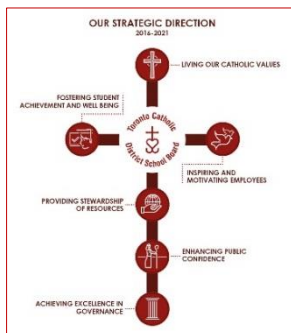 OUR STRATEGIC DIRECTION
2016-2021
LIVING OUR CATHOLIC VALUES
FOSTERING STUDENT
ACHIEVEMENT AND WELL BEING
Toronto Catholic
District School Board
INSPIRING AND
MOTIVATING EMPLOYEES
PROVIDING STEWARDSHIP
OF RESOURCES
ENHANCING PUBLIC
CONFIDENCE
ACHIEVING EXCELLENCE IN
GOVERNANCE